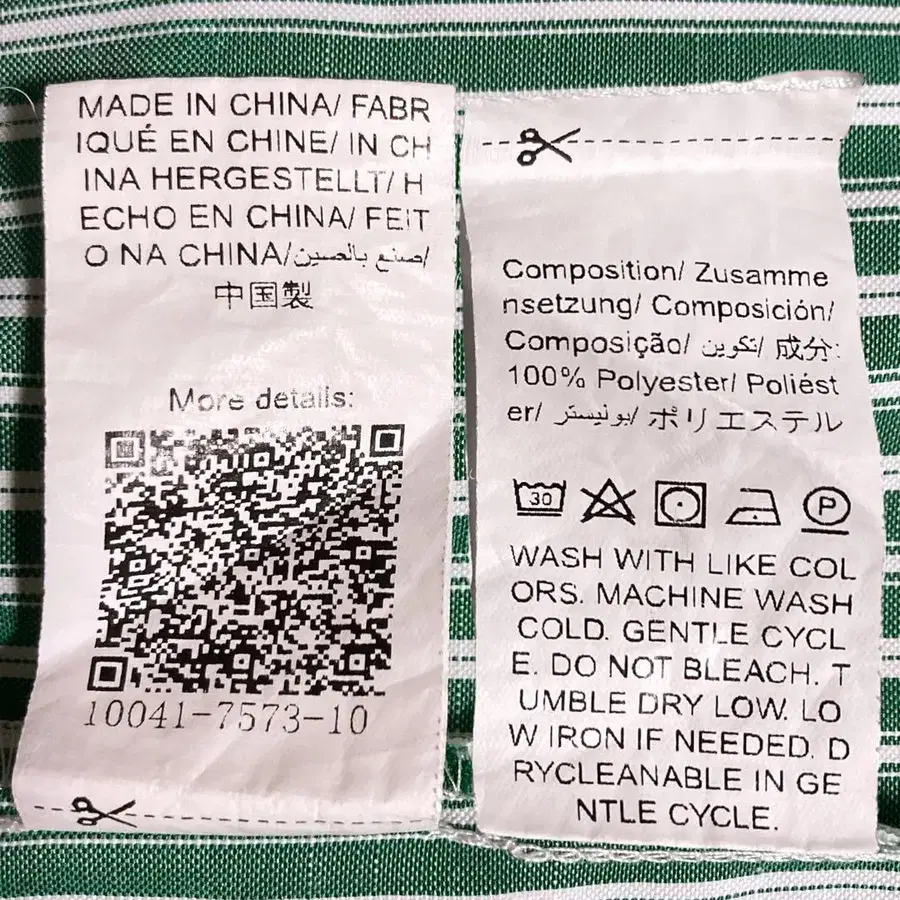 MADE IN CHINA/ FABR
IQUÉ EN CHINE/ IN CH
INA HERGESTELLT/ H
ECHO EN CHINA/ FEIT
O NA CHINA/صنع بالصين/
中国製
More details:
10041-7573-10
Composition/ Zusamme
nsetzung/ Composición/
Composição/ تكوين/ 成分:
100% Polyester/ Poliést
er/ بوليستر/ ポリエステル
30
P
WASH WITH LIKE COL
ORS. MACHINE WASH
COLD. GENTLE CYCL
E. DO NOT BLEACH. T
UMBLE DRY LOW. LO
W IRON IF NEEDED. D
RYCLEANABLE IN GE
NTLE CYCLE.